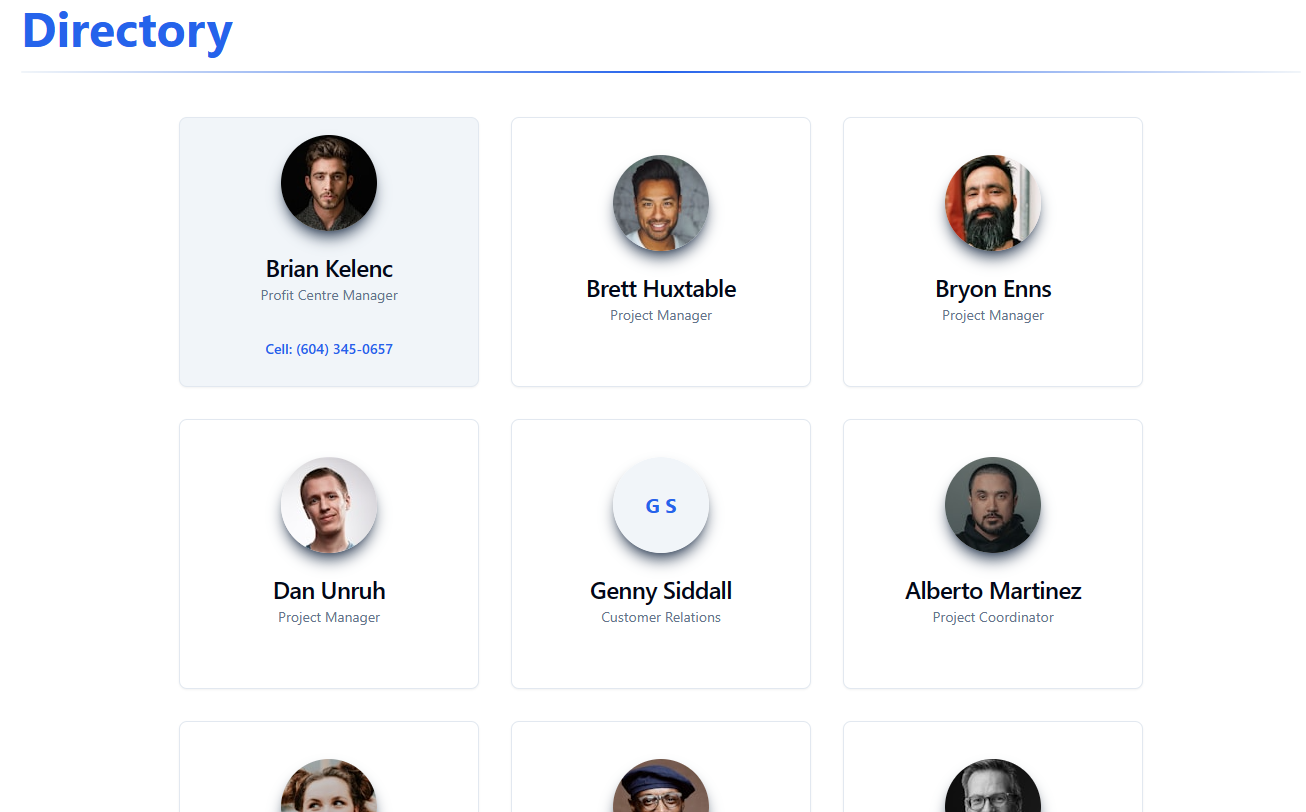 Directory
Brian Kelenc
Profit Centre Manager
Cell: (604) 345-0657
Brett Huxtable
Project Manager
Bryon Enns
Project Manager
Dan Unruh
Project Manager
G S
Genny Siddall
Customer Relations
Alberto Martinez
Project Coordinator